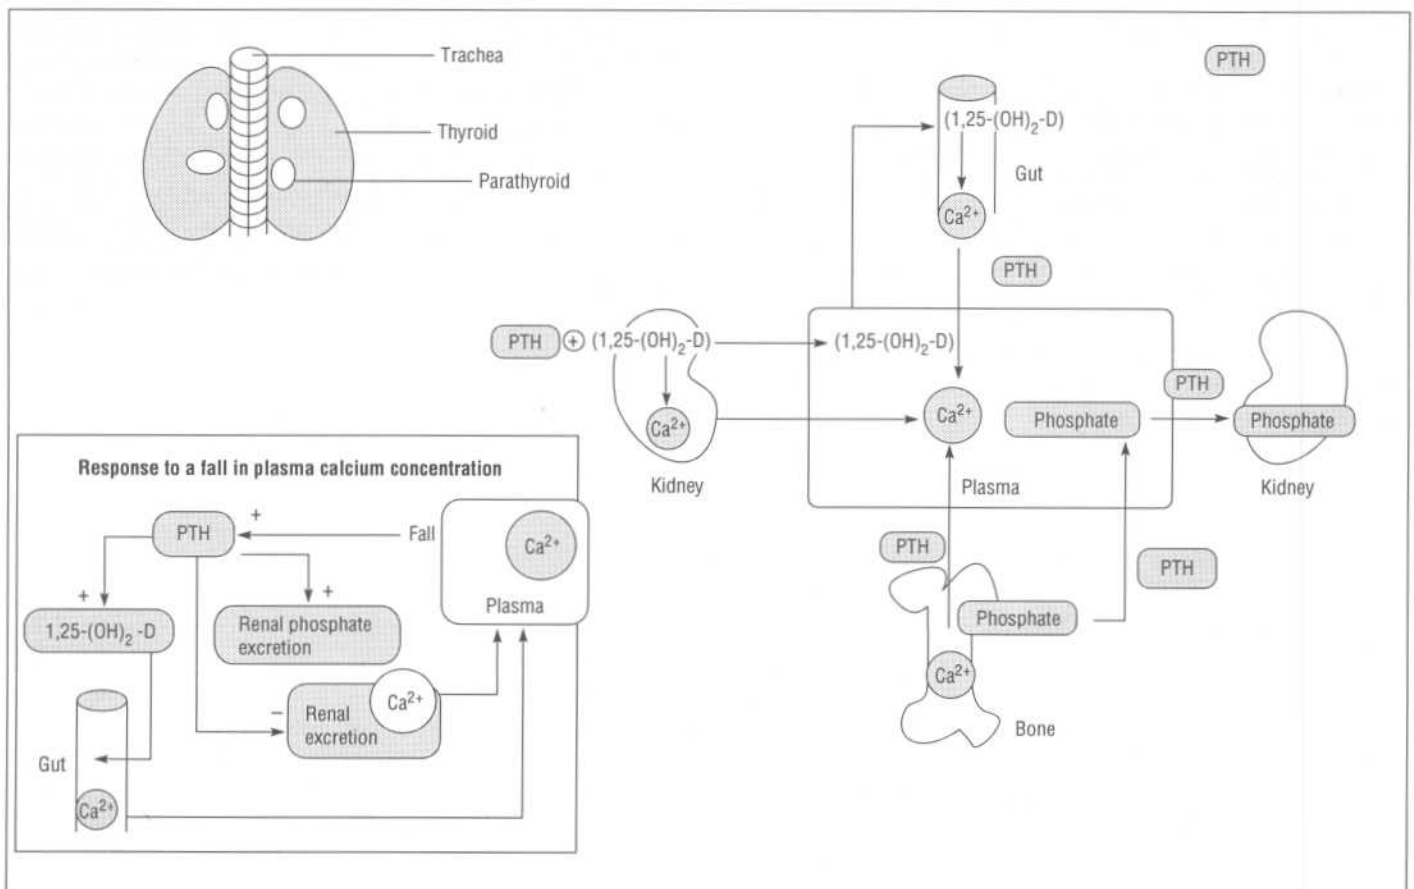 Trachea
Thyroid
Parathyroid
PTH
(1,25-(OH)₂-D)
Gut
Ca²⁺
PTH
PTH + (1,25-(OH)₂-D)
(1,25-(OH)₂-D)
Ca²⁺
Kidney
Ca²⁺
Phosphate
Plasma
PTH
Phosphate
Kidney
PTH
PTH
Phosphate
Ca²⁺
Bone
Response to a fall in plasma calcium concentration
PTH
+
Fall
Ca²⁺
Plasma
+
1,25-(OH)₂ -D
+
Renal phosphate
excretion
–
Renal
excretion
Ca²⁺
Gut
Ca²⁺